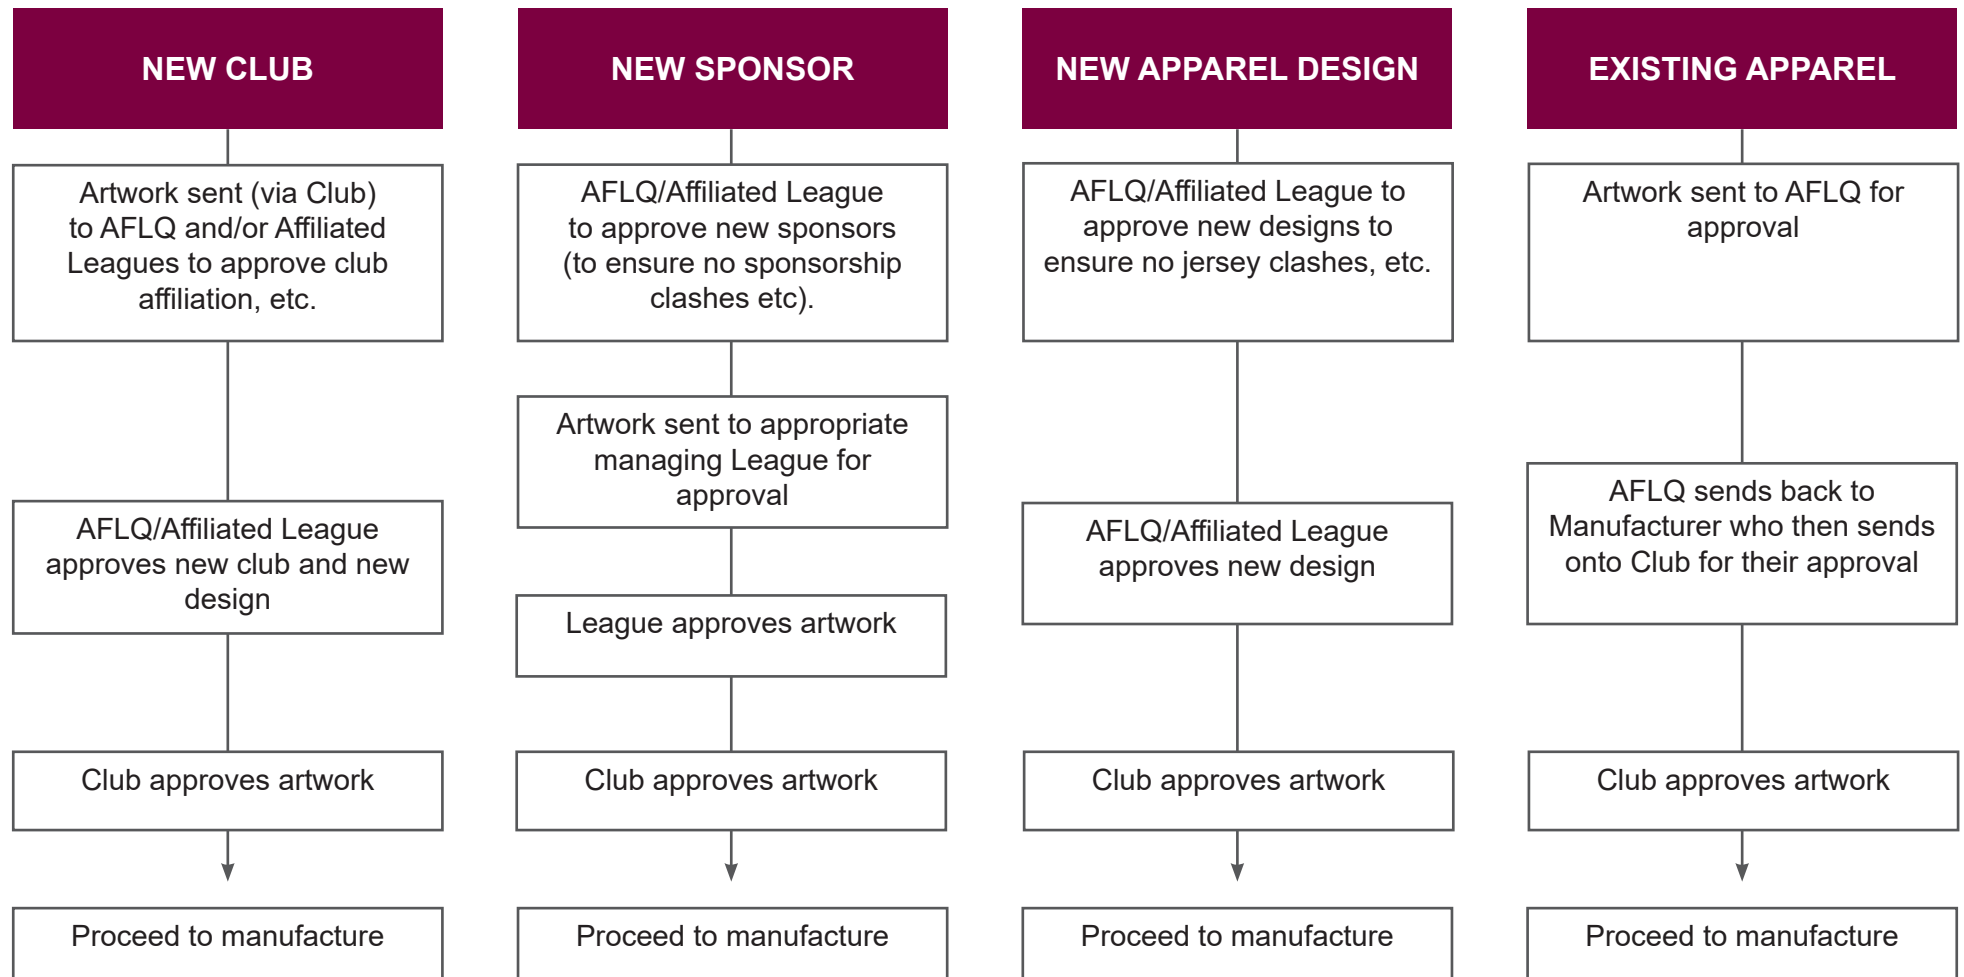 NEW CLUB
Artwork sent (via Club)
to AFLQ and/or Affiliated
Leagues to approve club
affiliation, etc.
AFLQ/Affiliated League
approves new club and new
design
Club approves artwork
Proceed to manufacture
NEW SPONSOR
AFLQ/Affiliated League
to approve new sponsors
(to ensure no sponsorship
clashes etc).
Artwork sent to appropriate
managing League for
approval
League approves artwork
Club approves artwork
Proceed to manufacture
NEW APPAREL DESIGN
AFLQ/Affiliated League to
approve new designs to
ensure no jersey clashes, etc.
AFLQ/Affiliated League
approves new design
Club approves artwork
Proceed to manufacture
EXISTING APPAREL
Artwork sent to AFLQ for
approval
AFLQ sends back to
Manufacturer who then sends
onto Club for their approval
Club approves artwork
Proceed to manufacture